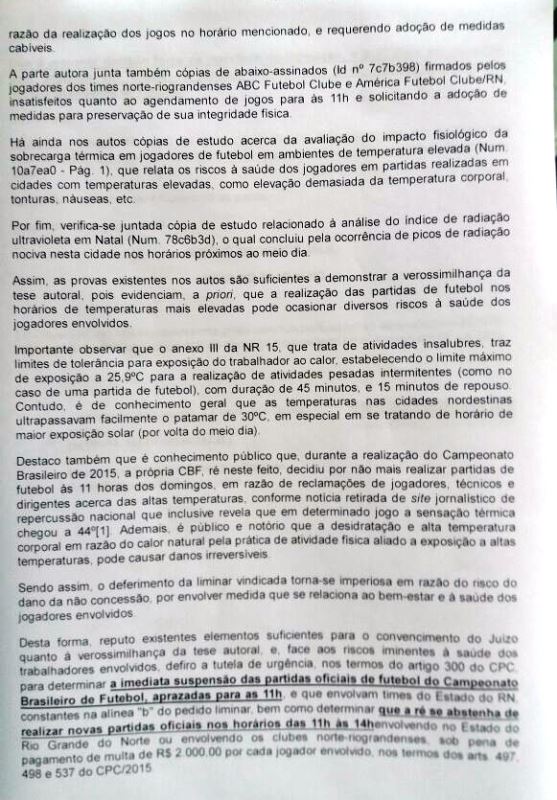 razão da realização dos jogos no horário mencionado, e requerendo adoção de medidas
cabíveis.
A parte autora junta também cópias de abaixo-assinados (Id nº 7c7b398) firmados pelos
jogadores dos times norte-riograndenses ABC Futebol Clube e América Futebol Clube/RN,
insatisfeitos quanto ao agendamento de jogos para às 11h e solicitando a adoção de
medidas para preservação de sua integridade física.
Há ainda nos autos cópias de estudo acerca da avaliação do impacto fisiológico da
sobrecarga térmica em jogadores de futebol em ambientes de temperatura elevada (Num.
10a7ea0 - Pág. 1), que relata os riscos à saúde dos jogadores em partidas realizadas em
cidades com temperaturas elevadas, como elevação demasiada da temperatura corporal,
tonturas, náuseas, etc.
Por fim, verifica-se juntada cópia de estudo relacionado à análise do índice de radiação
ultravioleta em Natal (Num. 78c6b3d), o qual concluiu pela ocorrência de picos de radiação
nociva nesta cidade nos horários próximos ao meio dia.
Assim, as provas existentes nos autos são suficientes a demonstrar a verossimilhança da
tese autoral, pois evidenciam, a priori, que a realização das partidas de futebol nos
horários de temperaturas mais elevadas pode ocasionar diversos riscos à saúde dos
jogadores envolvidos.
Importante observar que o anexo III da NR 15, que trata de atividades insalubres, traz
limites de tolerância para exposição do trabalhador ao calor, estabelecendo o limite máximo
de exposição a 25,9ºC para a realização de atividades pesadas intermitentes (como no
caso de uma partida de futebol), com duração de 45 minutos, e 15 minutos de repouso.
Contudo, é de conhecimento geral que as temperaturas nas cidades nordestinas
ultrapassavam facilmente o patamar de 30ºC, em especial em se tratando de horário de
maior exposição solar (por volta do meio dia).
Destaco também que é conhecimento público que, durante a realização do Campeonato
Brasileiro de 2015, a própria CBF, ré neste feito, decidiu por não mais realizar partidas de
futebol às 11 horas dos domingos, em razão de reclamações de jogadores, técnicos e
dirigentes acerca das altas temperaturas, conforme notícia retirada de site jornalístico de
repercussão nacional que inclusive revela que em determinado jogo a sensação térmica
chegou a 44º[1]. Ademais, é público e notório que a desidratação e alta temperatura
corporal em razão do calor natural pela prática de atividade física aliado a exposição a altas
temperaturas, pode causar danos irreversíveis.
Sendo assim, o deferimento da liminar vindicada torna-se imperiosa em razão do risco do
dano da não concessão, por envolver medida que se relaciona ao bem-estar e à saúde dos
jogadores envolvidos.
Desta forma, reputo existentes elementos suficientes para o convencimento do Juízo
quanto à verossimilhança da tese autoral, e, face aos riscos iminentes à saúde dos
trabalhadores envolvidos, defiro a tutela de urgência, nos termos do artigo 300 do CPC,
para determinar a imediata suspensão das partidas oficiais de futebol do Campeonato
Brasileiro de Futebol, aprazadas para as 11h, e que envolvam times do Estado do RN,
constantes na alínea "b" do pedido liminar, bem como determinar que a ré se abstenha de
realizar novas partidas oficiais nos horários das 11h às 14henvolvendo no Estado do
Rio Grande do Norte ou envolvendo os clubes norte-riograndenses, sob pena de
pagamento de multa de R$ 2.000,00 por cada jogador envolvido, nos termos dos arts. 497,
498 e 537 do CPC/2015.